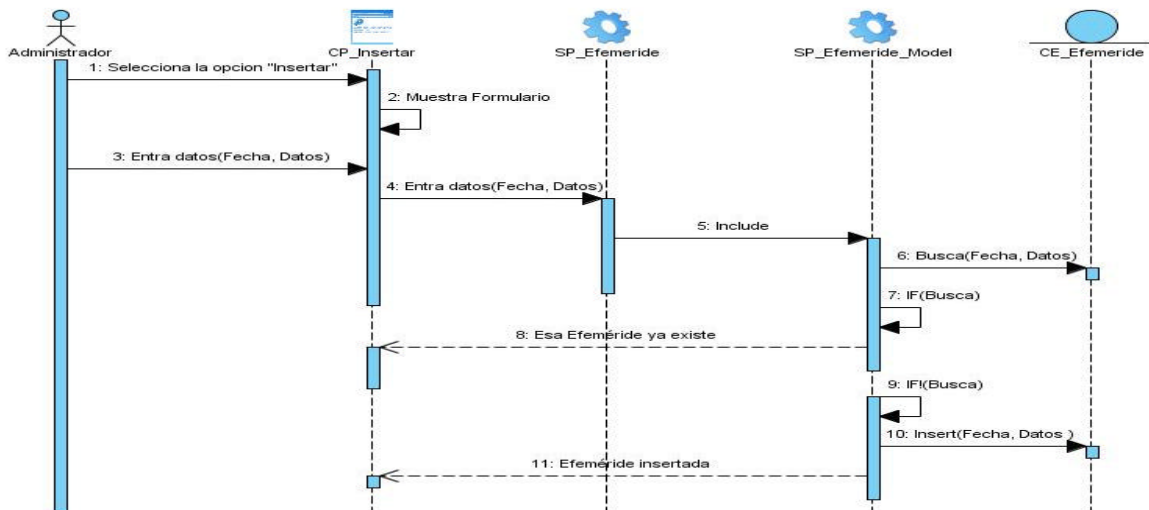 Administrador
CP_Insertar
SP_Efemeride
SP_Efemeride_Model
CE_Efemeride
1: Selecciona la opcion "Insertar"
2: Muestra Formulario
3: Entra datos(Fecha, Datos)
4: Entra datos(Fecha, Datos)
5: Include
6: Busca(Fecha, Datos)
7: IF(Busca)
8: Esa Efeméride ya existe
9: IF!(Busca)
10: Insert(Fecha, Datos )
11: Efeméride insertada